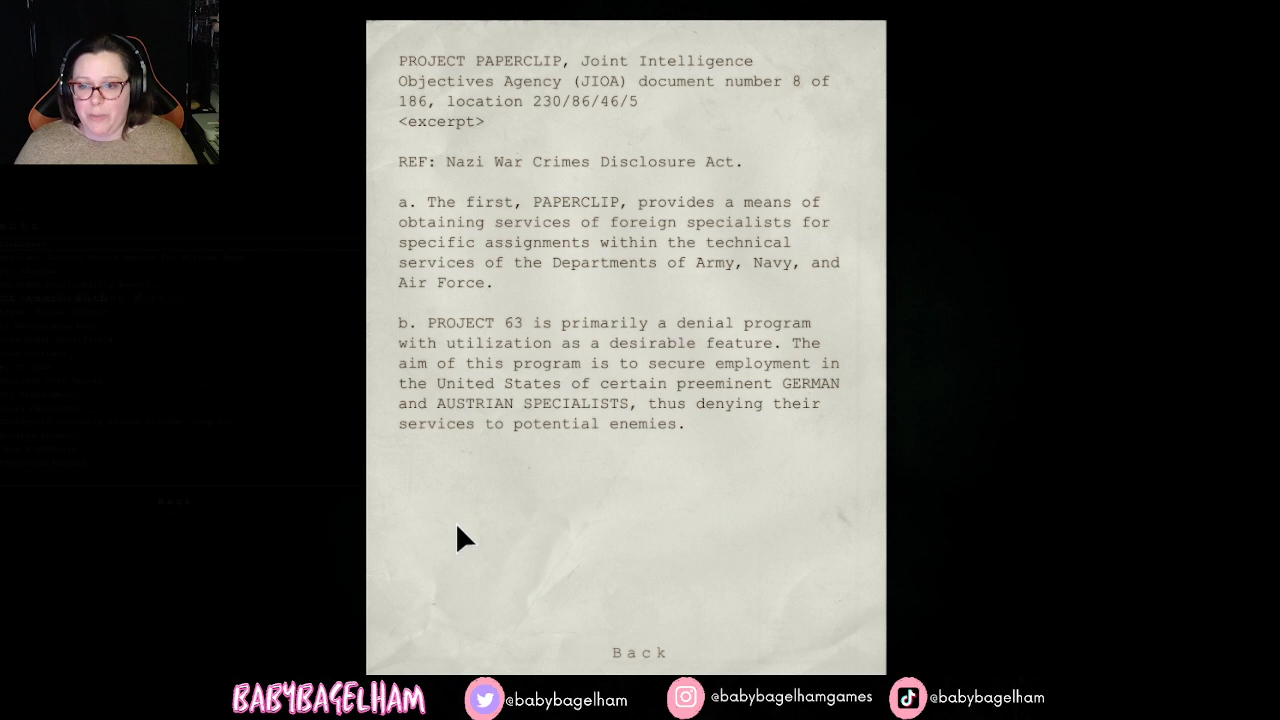 PROJECT PAPERCLIP, Joint Intelligence
Objectives Agency (JIOA) document number 8 of
186, location 230/86/46/5
<excerpt>
REF: Nazi War Crimes Disclosure Act.
a. The first, PAPERCLIP, provides a means of
obtaining services of foreign specialists for
specific assignments within the technical
services of the Departments of Army, Navy, and
Air Force.
b. PROJECT 63 is primarily a denial program
with utilization as a desirable feature. The
aim of this program is to secure employment in
the United States of certain preeminent GERMAN
and AUSTRIAN SPECIALISTS, thus denying their
services to potential enemies.
Back
Back
BABYBAGELHAM
@babybagelham
@babybagelhamgames
@babybagelham